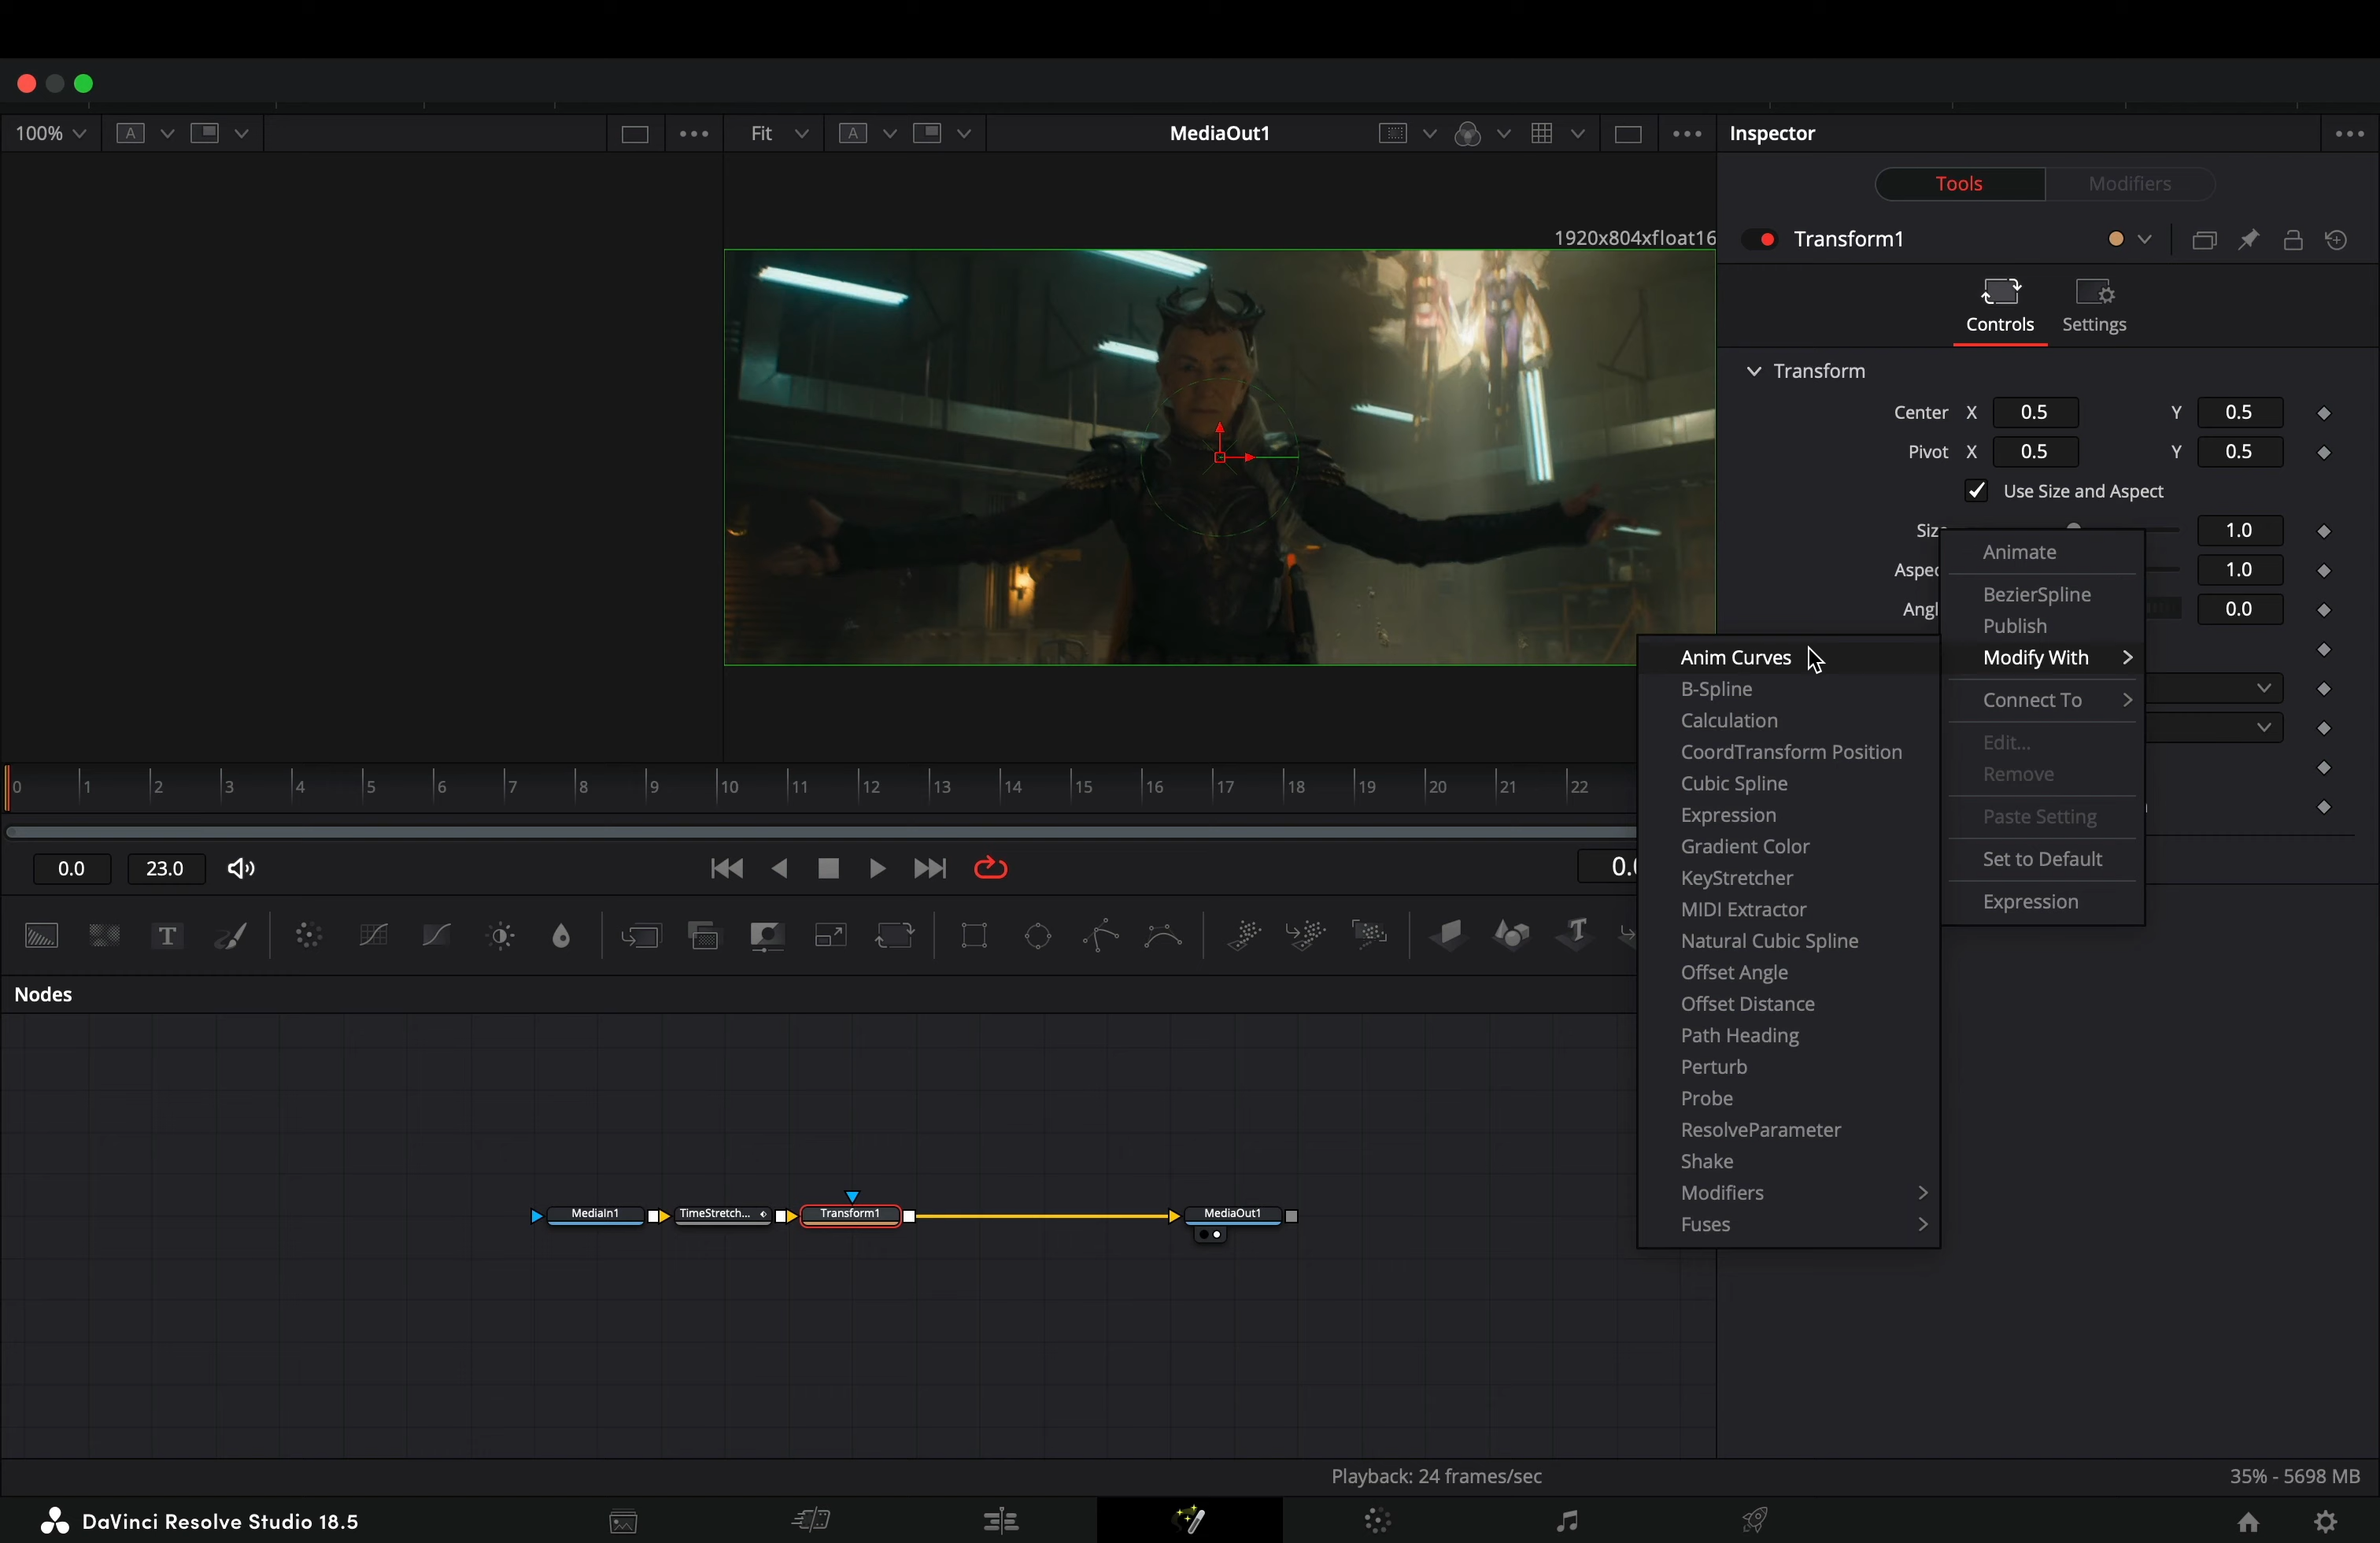 100%
A
Fit
A
MediaOut1
Inspector
Tools
Modifiers
1920x804xfloat16
Transform1
Controls
Settings
Transform
Center X 0.5 Y 0.5
Pivot X 0.5 Y 0.5
Use Size and Aspect
Siz 1.0
Aspec 1.0
Angl 0.0
Animate
BezierSpline
Publish
Modify With
Connect To
Edit...
Remove
Paste Setting
Set to Default
Expression
Anim Curves
B-Spline
Calculation
CoordTransform Position
Cubic Spline
Expression
Gradient Color
KeyStretcher
MIDI Extractor
Natural Cubic Spline
Offset Angle
Offset Distance
Path Heading
Perturb
Probe
ResolveParameter
Shake
Modifiers
Fuses
0 1 2 3 4 5 6 7 8 9 10 11 12 13 14 15 16 17 18 19 20 21 22
0.0 23.0
0.0
T
T
Nodes
MediaIn1
TimeStretch...
Transform1
MediaOut1
Playback: 24 frames/sec
35% - 5698 MB
DaVinci Resolve Studio 18.5